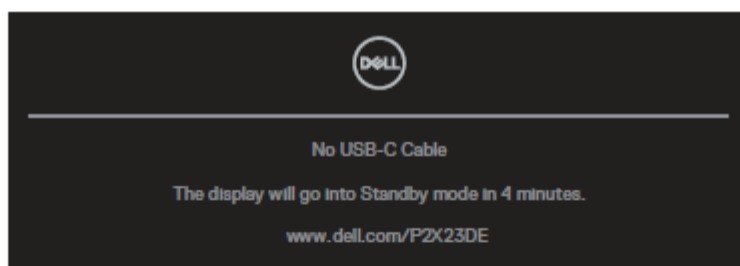 DELL
No USB-C Cable
The display will go into Standby mode in 4 minutes.
www.dell.com/P2X23DE